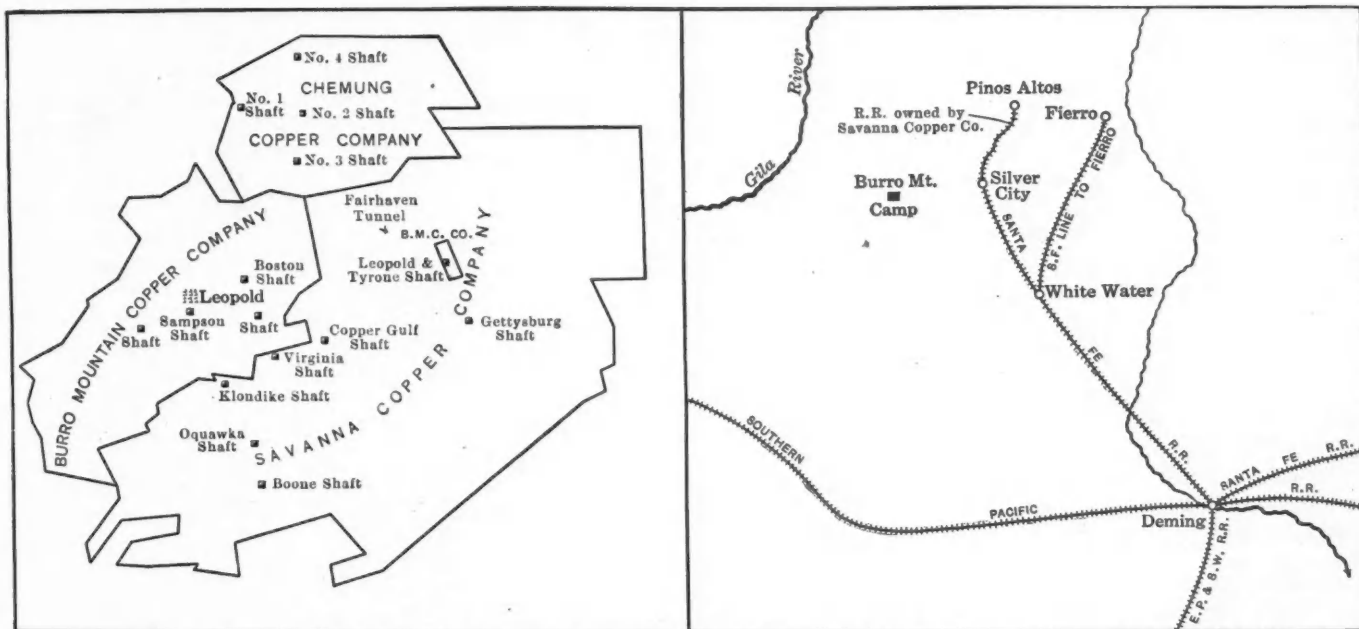 No. 4 Shaft
CHEMUNG
No. 1
Shaft
No. 2 Shaft
COPPER COMPANY
No. 3 Shaft
Fairhaven
Tunnel
B.M.C. CO.
Leopold &
Tyrone Shaft
BURRO MOUNTAIN COPPER COMPANY
Boston
Shaft
Leopold
Sampson
Shaft
Shaft
Shaft
Copper Gulf
Shaft
Gettysburg
Shaft
Virginia
Shaft
Klondike Shaft
SAVANNA COPPER COMPANY
Oquawka
Shaft
Boone Shaft
Gila River
Pinos Altos
R.R. owned by
Savanna Copper Co.
Fierro
Burro Mt.
Camp
Silver
City
S.F. LINE TO FIERRO
White Water
SANTA FE R.R.
SOUTHERN PACIFIC R.R.
SANTA FE R.R.
Deming
E.P. & S.W. R.R.